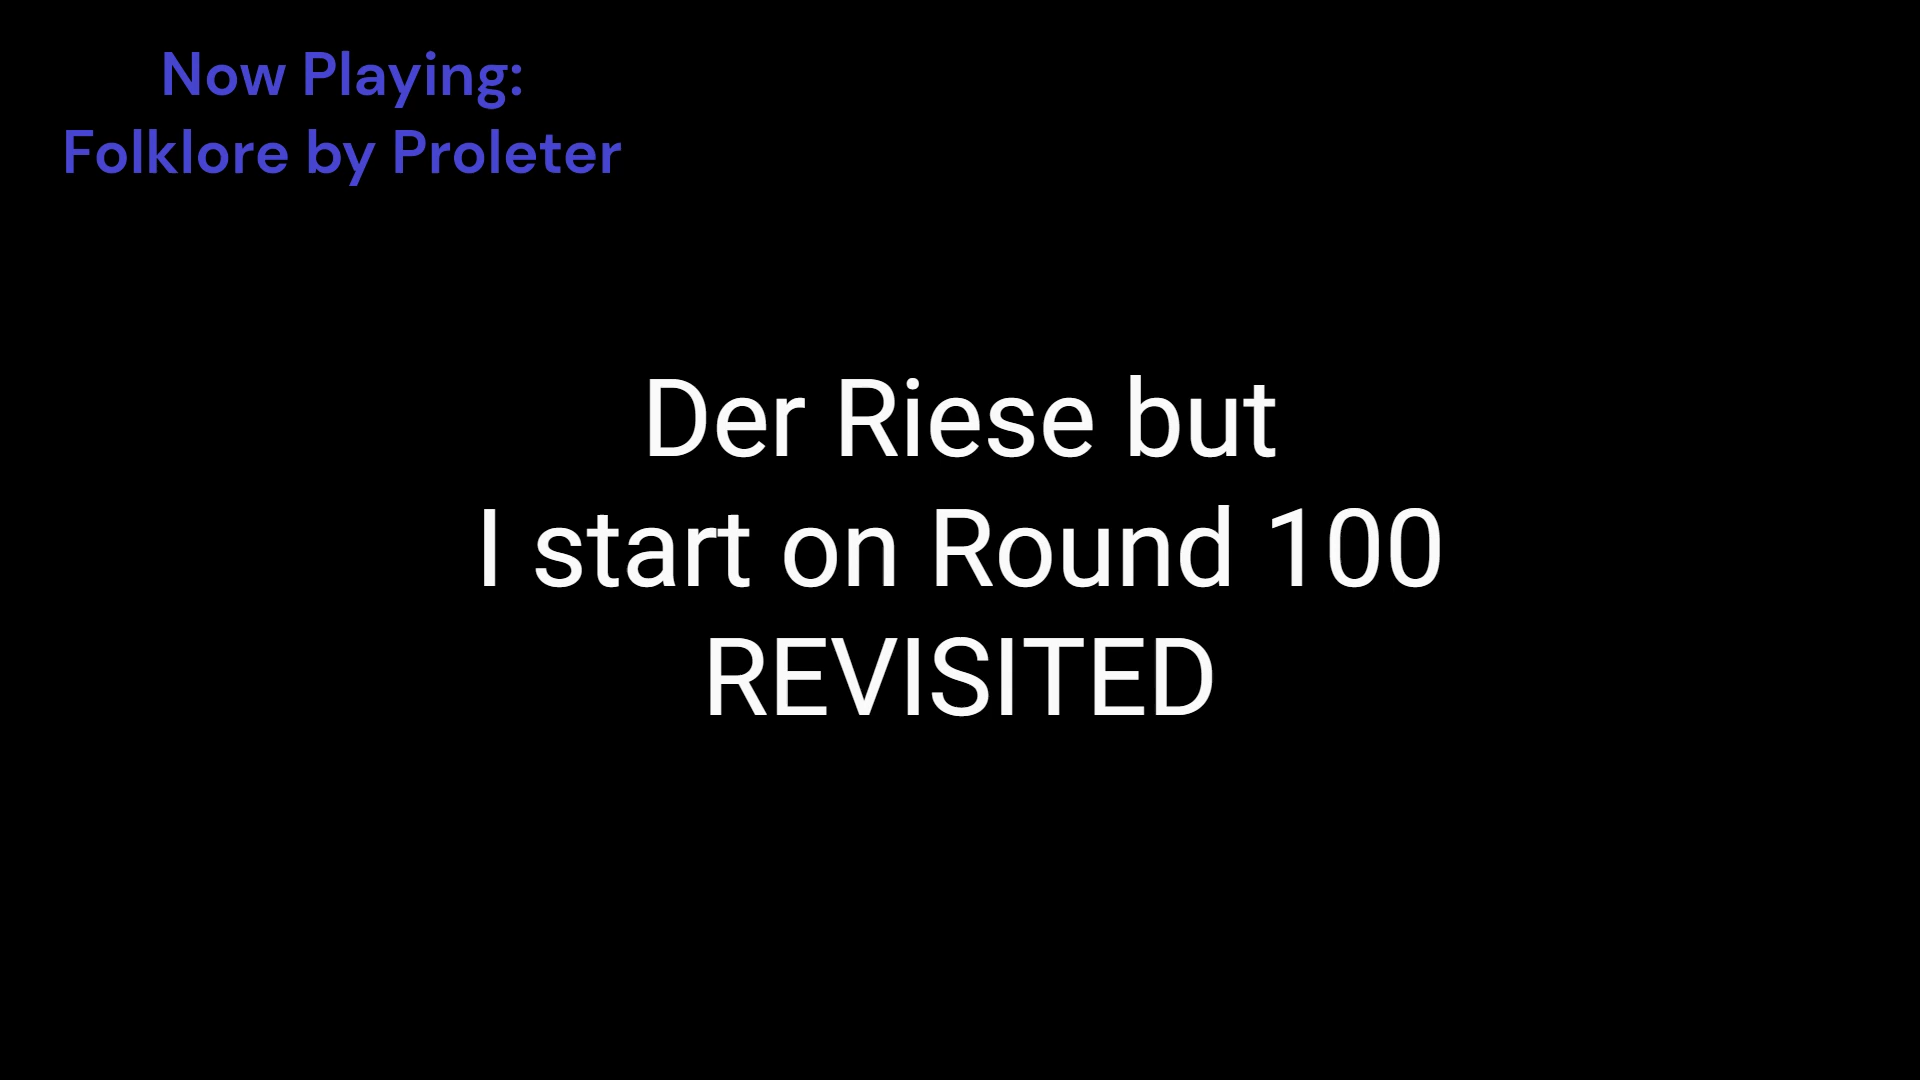 Now Playing:
Folklore by Proleter
Der Riese but
I start on Round 100
REVISITED